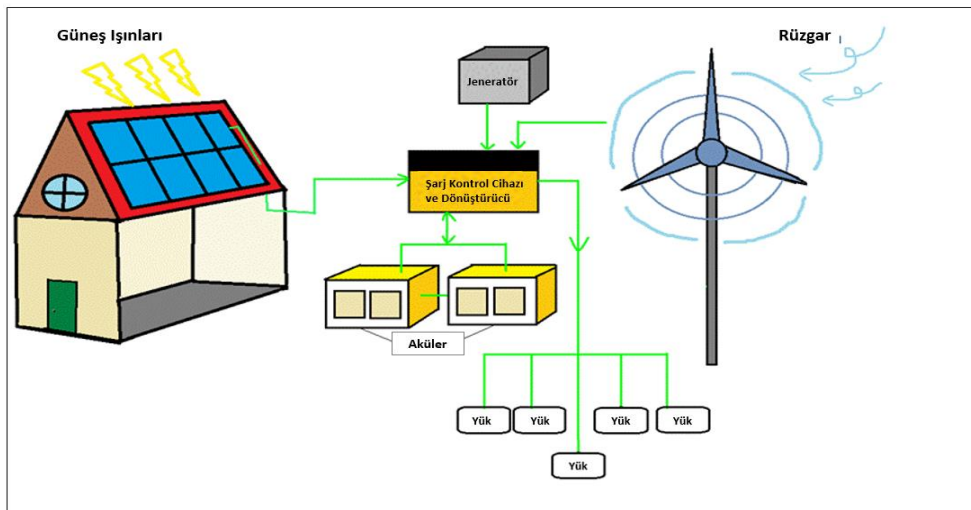 Güneş Işınları
Rüzgar
Jeneratör
Şarj Kontrol Cihazı
ve Dönüştürücü
Aküler
Yük
Yük
Yük
Yük
Yük